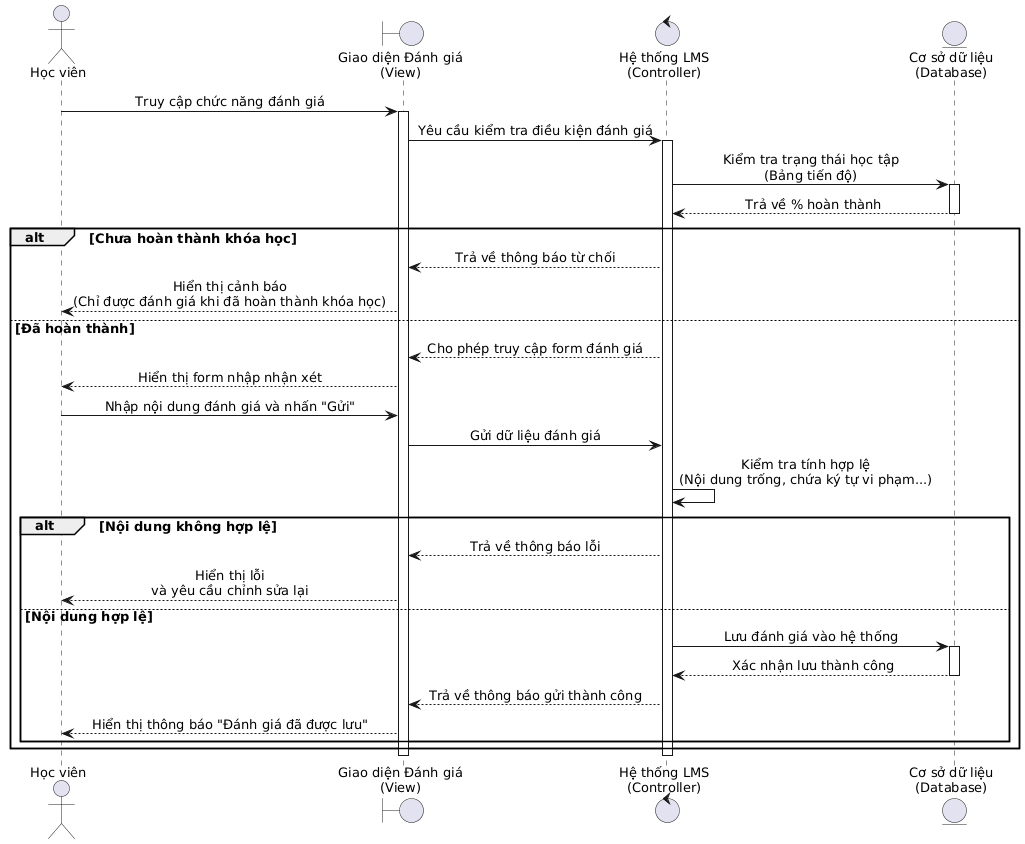 Học viên
Giao diện Đánh giá
(View)
Hệ thống LMS
(Controller)
Cơ sở dữ liệu
(Database)
Truy cập chức năng đánh giá
Yêu cầu kiểm tra điều kiện đánh giá
Kiểm tra trạng thái học tập
(Bảng tiến độ)
Trả về % hoàn thành
alt
[Chưa hoàn thành khóa học]
Trả về thông báo từ chối
Hiển thị cảnh báo
(Chỉ được đánh giá khi đã hoàn thành khóa học)
[Đã hoàn thành]
Cho phép truy cập form đánh giá
Hiển thị form nhập nhận xét
Nhập nội dung đánh giá và nhấn "Gửi"
Gửi dữ liệu đánh giá
Kiểm tra tính hợp lệ
(Nội dung trống, chứa ký tự vi phạm...)
alt
[Nội dung không hợp lệ]
Trả về thông báo lỗi
Hiển thị lỗi
và yêu cầu chỉnh sửa lại
[Nội dung hợp lệ]
Lưu đánh giá vào hệ thống
Xác nhận lưu thành công
Trả về thông báo gửi thành công
Hiển thị thông báo "Đánh giá đã được lưu"
Học viên
Giao diện Đánh giá
(View)
Hệ thống LMS
(Controller)
Cơ sở dữ liệu
(Database)